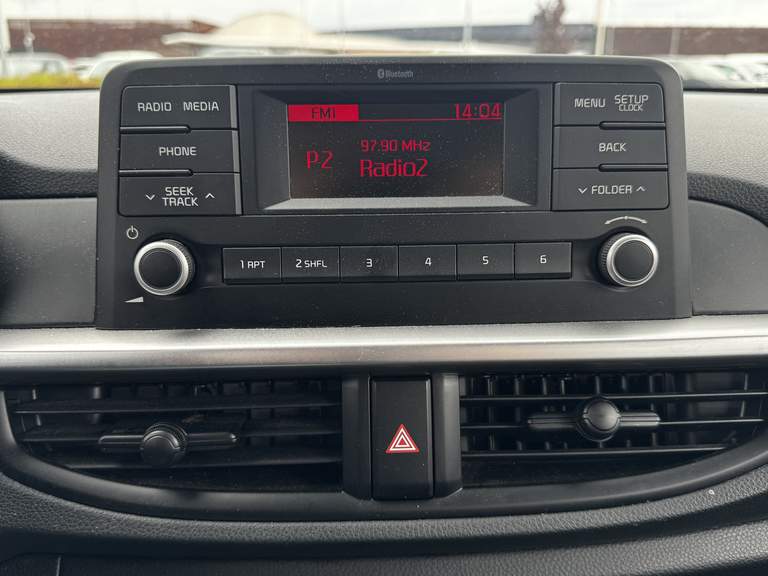 Bluetooth
RADIO MEDIA
PHONE
SEEK
TRACK
FM1 14:04
P2 97.90 MHz
Radio2
MENU SETUP
CLOCK
BACK
FOLDER
1 RPT 2 SHFL 3 4 5 6